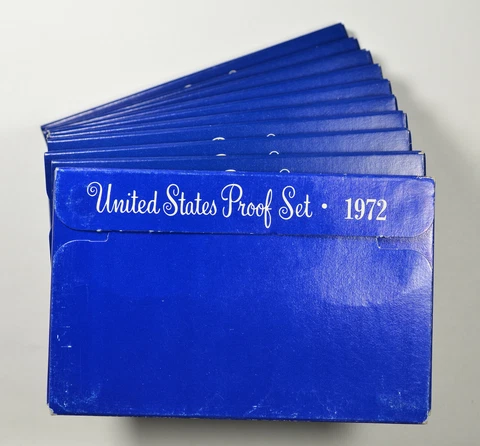 United States Proof Set • 1972